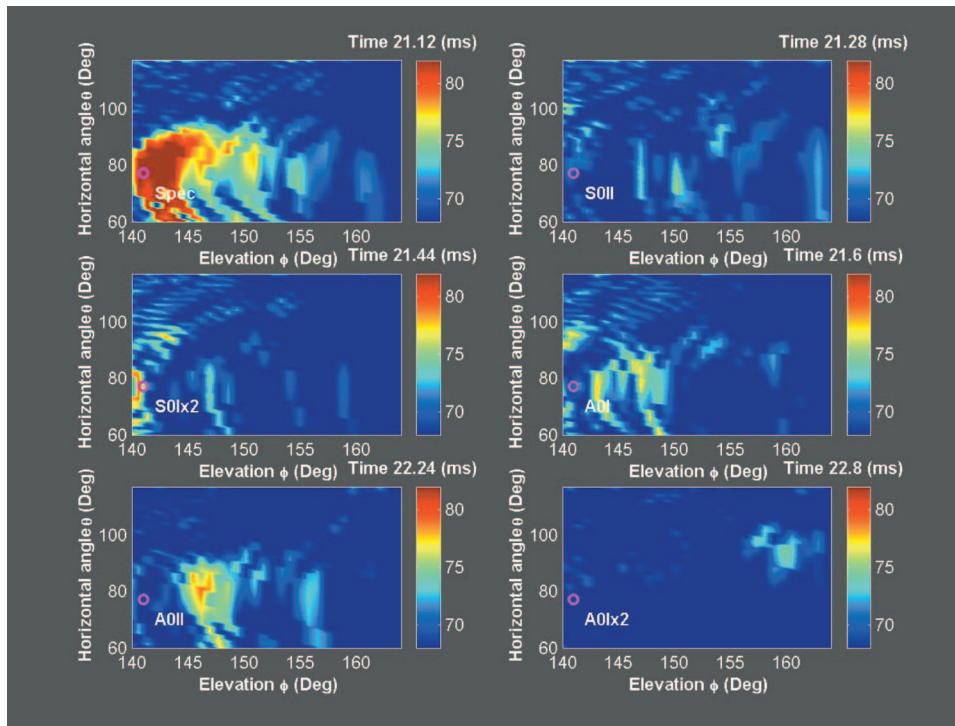 Time 21.12 (ms)
Horizontal angleθ (Deg)
100
80
60
140 145 150 155 160
Elevation ϕ (Deg)
80
75
70
Spec
Time 21.28 (ms)
Horizontal angleθ (Deg)
100
80
60
140 145 150 155 160
Elevation ϕ (Deg)
80
75
70
S0II
Time 21.44 (ms)
Horizontal angleθ (Deg)
100
80
60
140 145 150 155 160
Elevation ϕ (Deg)
80
75
70
S0Ix2
Time 21.6 (ms)
Horizontal angleθ (Deg)
100
80
60
140 145 150 155 160
Elevation ϕ (Deg)
80
75
70
A0I
Time 22.24 (ms)
Horizontal angleθ (Deg)
100
80
60
140 145 150 155 160
Elevation ϕ (Deg)
80
75
70
A0II
Time 22.8 (ms)
Horizontal angleθ (Deg)
100
80
60
140 145 150 155 160
Elevation ϕ (Deg)
80
75
70
A0Ix2